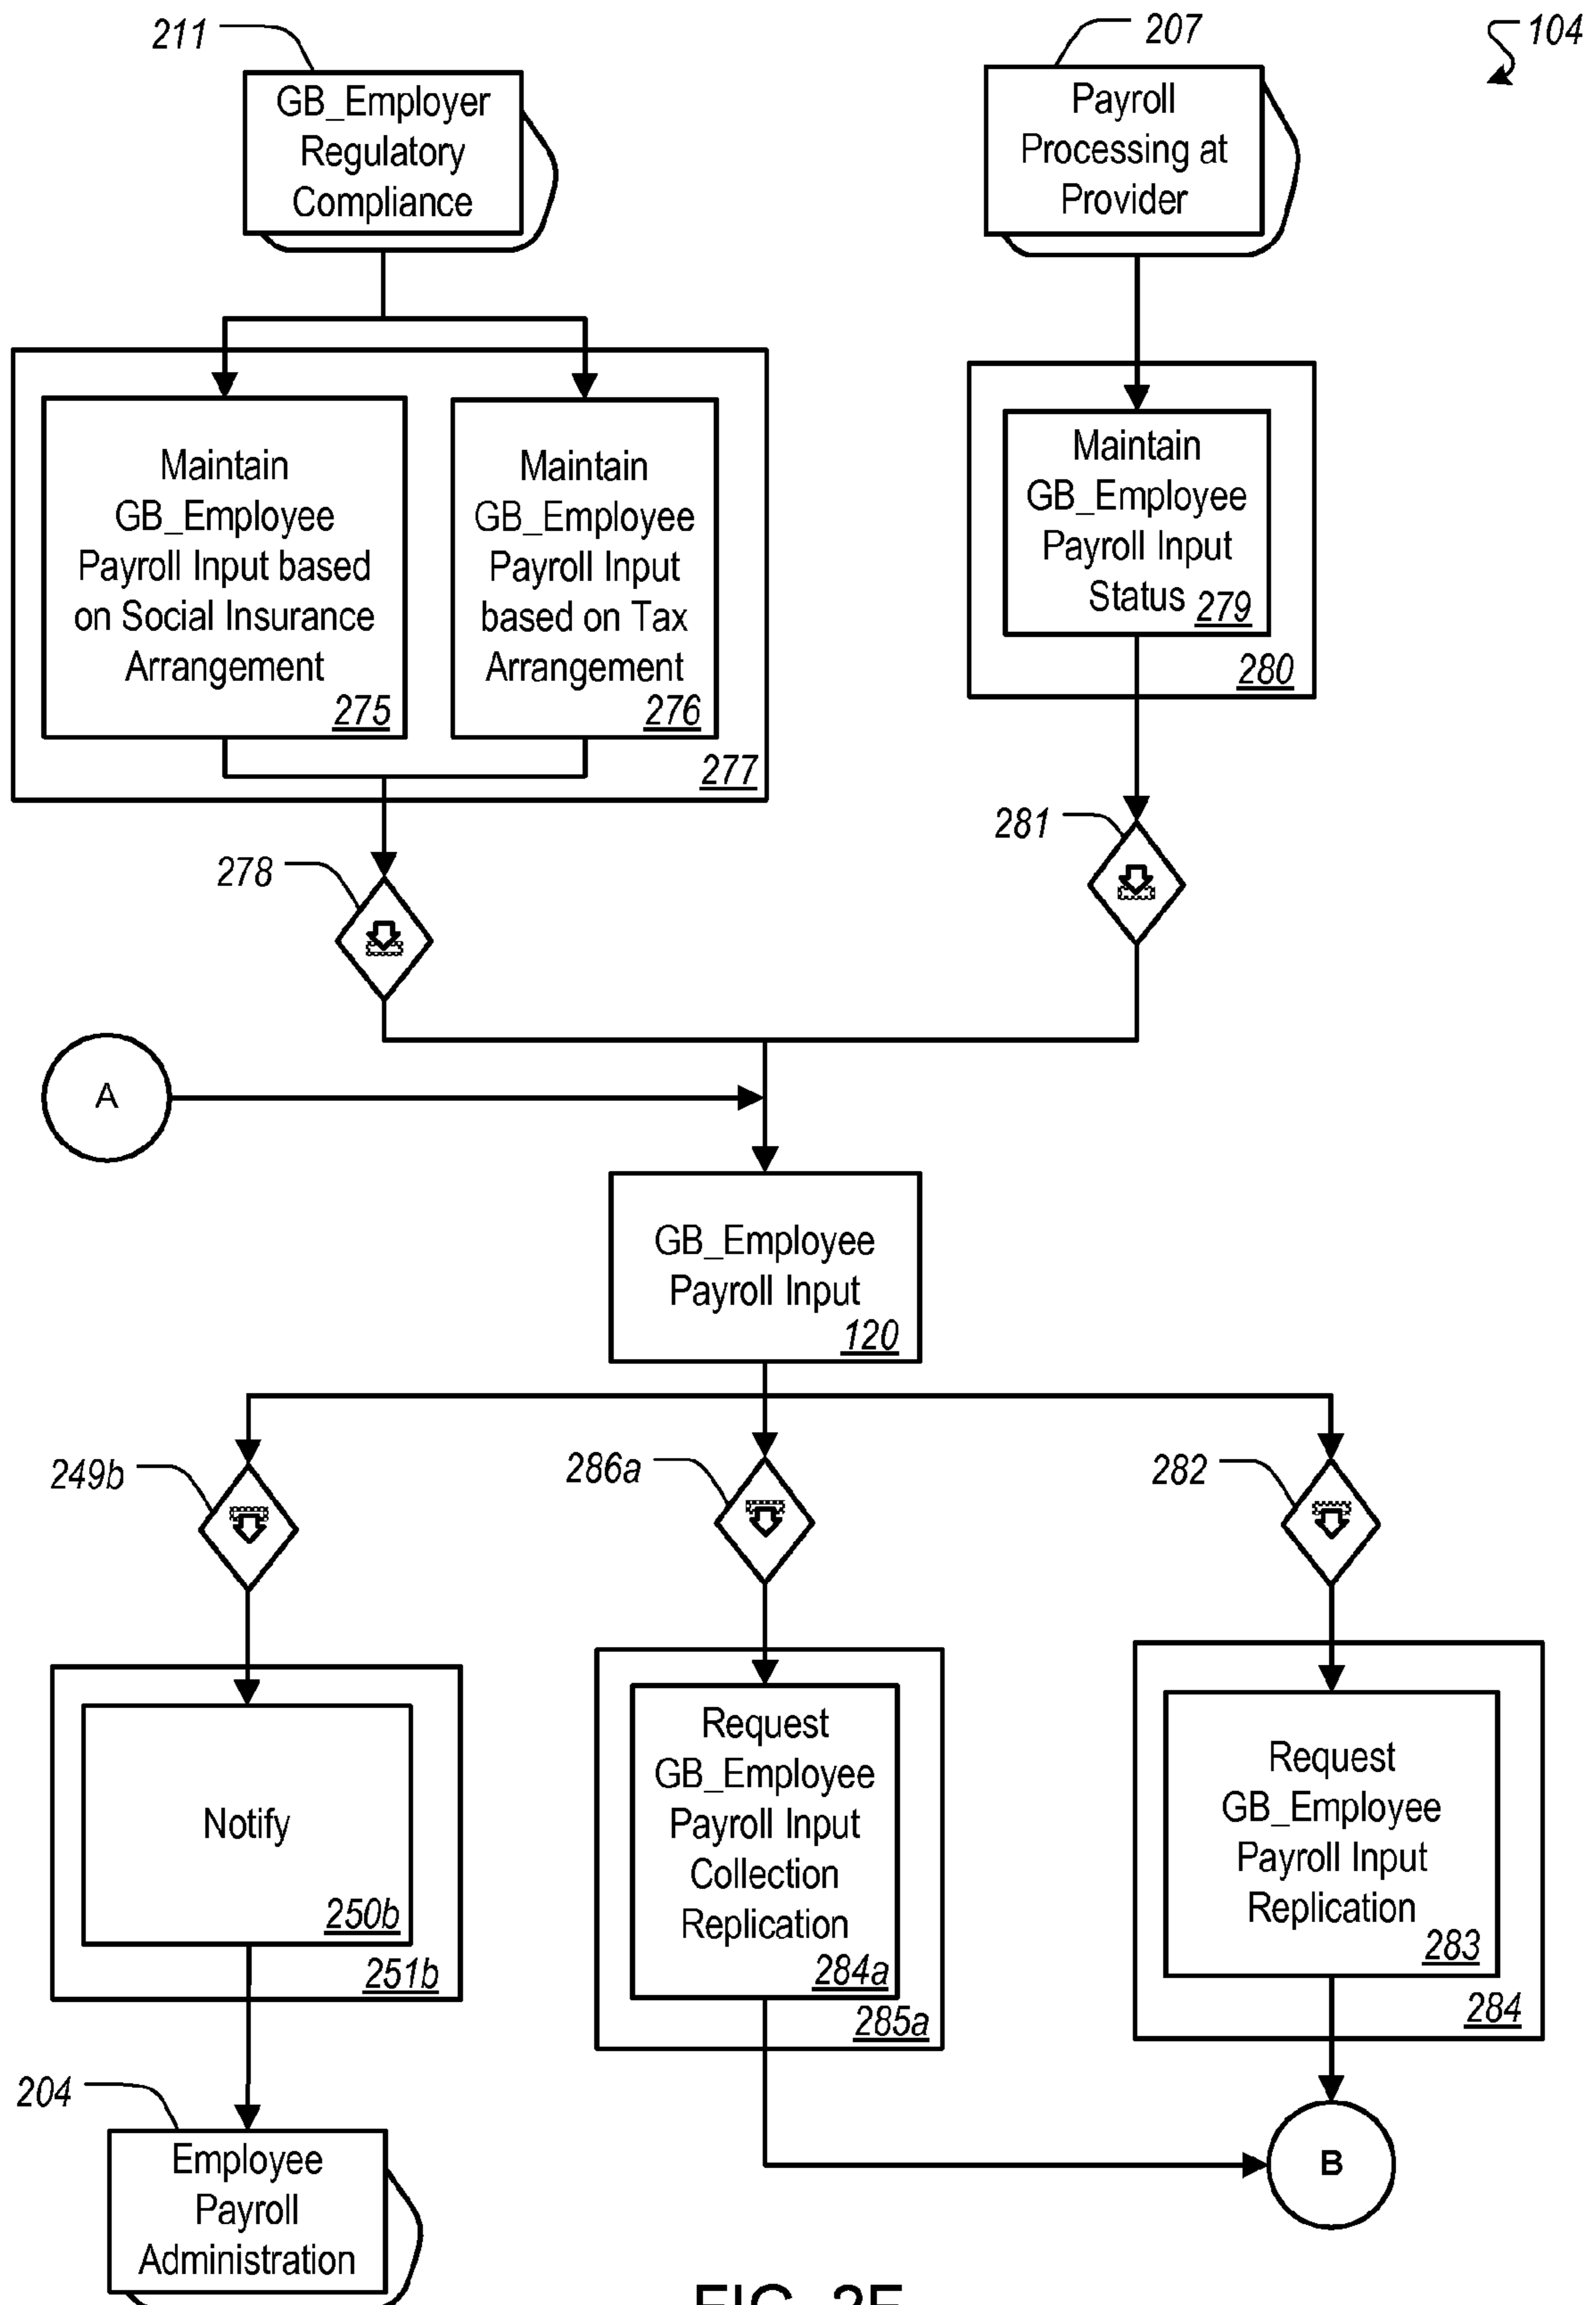 211
GB_Employer
Regulatory
Compliance
207
Payroll
Processing at
Provider
104
Maintain
GB_Employee
Payroll Input based
on Social Insurance
Arrangement
275
Maintain
GB_Employee
Payroll Input
based on Tax
Arrangement
276
277
Maintain
GB_Employee
Payroll Input
Status 279
280
278
281
A
GB_Employee
Payroll Input
120
249b
286a
282
Notify
250b
251b
Request
GB_Employee
Payroll Input
Collection
Replication
284a
285a
Request
GB_Employee
Payroll Input
Replication
283
284
204
Employee
Payroll
Administration
B